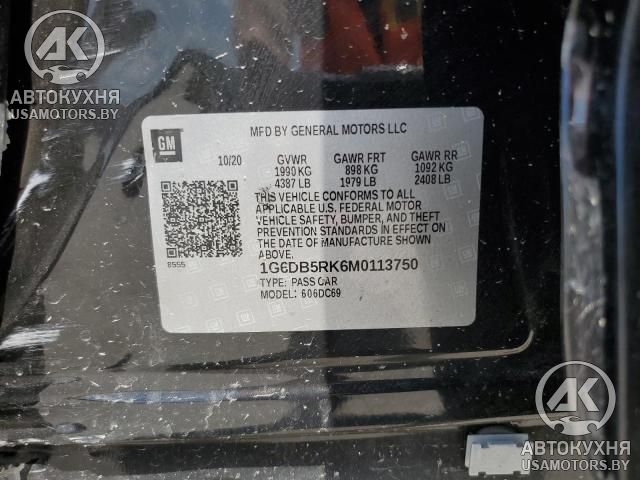 AK
АВТОКУХНЯ
USAMOTORS.BY
MFD BY GENERAL MOTORS LLC
GM
10/20 GVWR GAWR FRT GAWR RR
1990 KG 898 KG 1092 KG
4387 LB 1979 LB 2408 LB
THIS VEHICLE CONFORMS TO ALL
APPLICABLE U.S. FEDERAL MOTOR
VEHICLE SAFETY, BUMPER, AND THEFT
PREVENTION STANDARDS IN EFFECT ON
THE DATE OF MANUFACTURE SHOWN ABOVE.
8555
1G6DB5RK6M0113750
TYPE: PASS CAR
MODEL: 606DC69
AK
АВТОКУХНЯ
USAMOTORS.BY